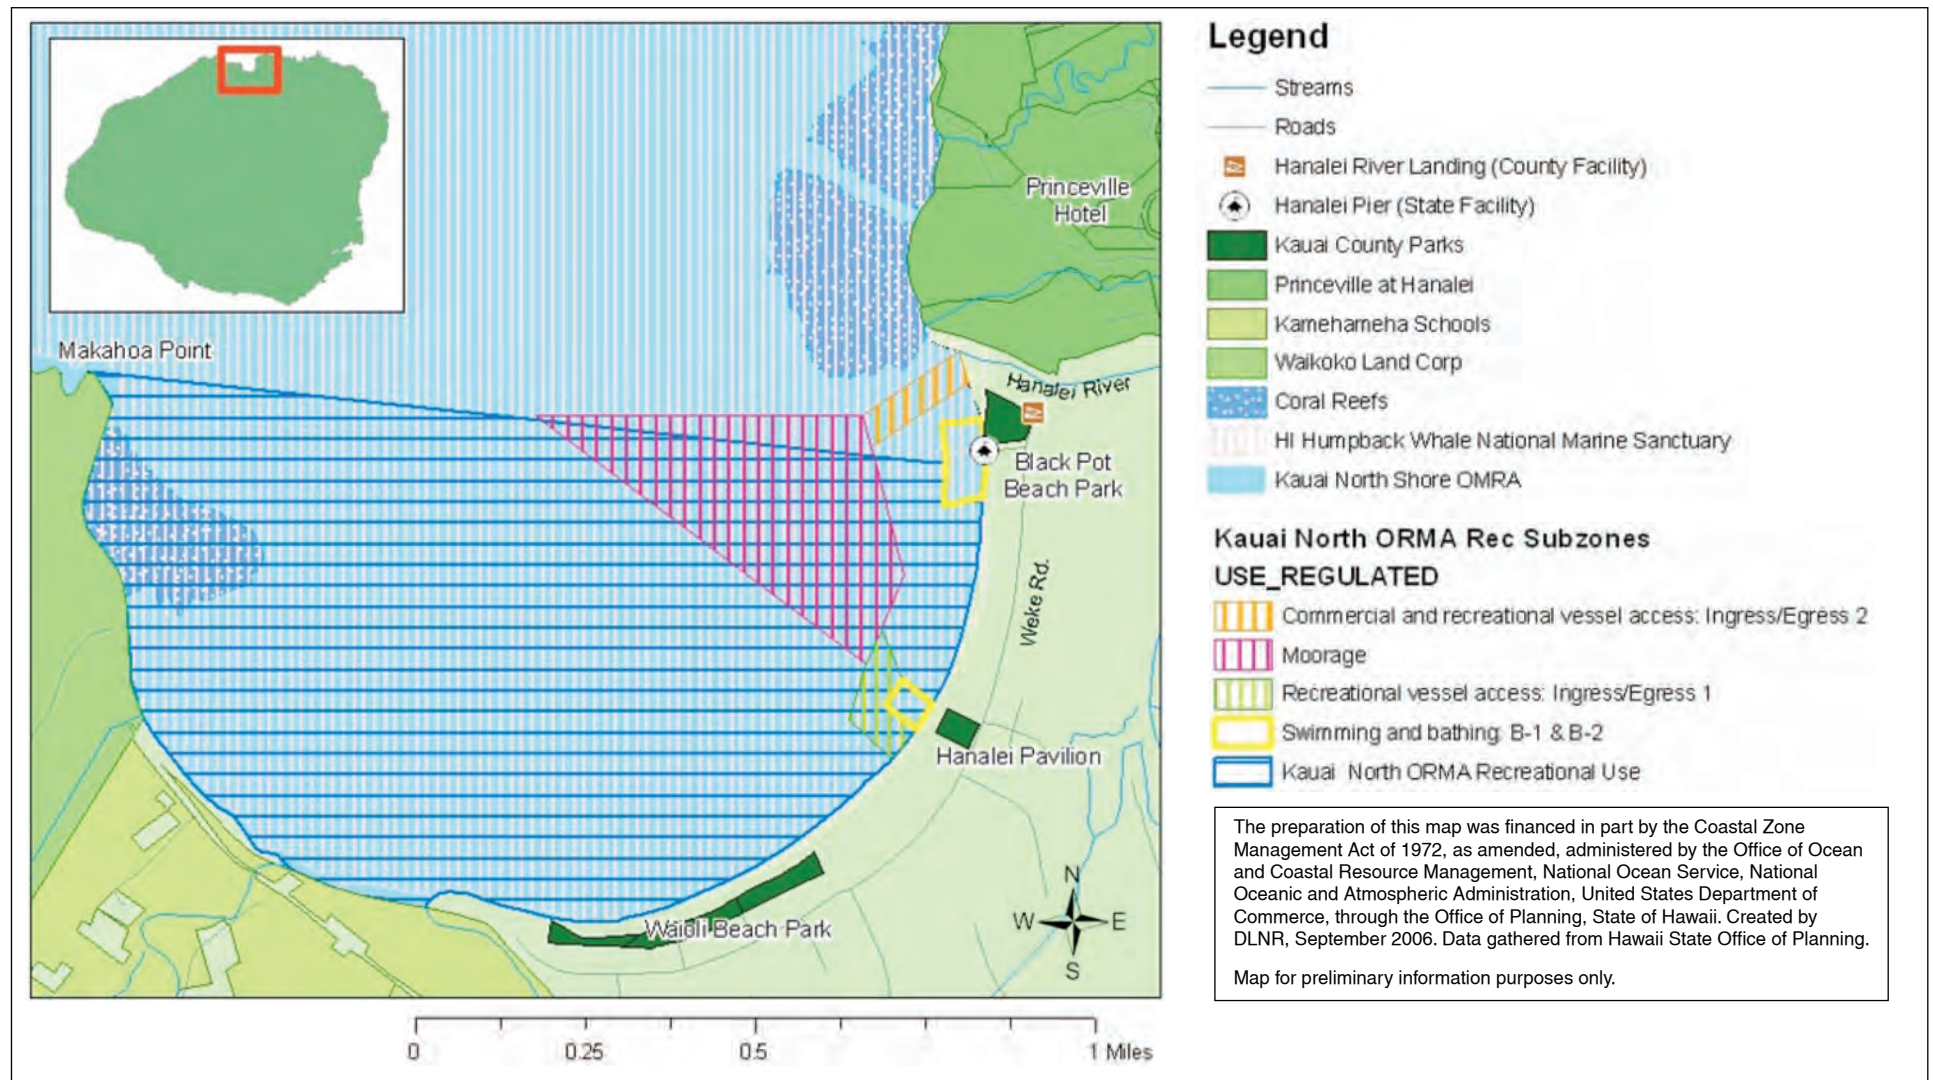 Makahoa Point
Princeville
Hotel
Hanalei River
Black Pot
Beach Park
Weke Rd.
Hanalei Pavilion
Waioli Beach Park
N
W
E
S
0
0.25
0.5
1 Miles
Legend
Streams
Roads
Hanalei River Landing (County Facility)
Hanalei Pier (State Facility)
Kauai County Parks
Princeville at Hanalei
Kamehameha Schools
Waikoko Land Corp
Coral Reefs
HI Humpback Whale National Marine Sanctuary
Kauai North Shore OMRA
Kauai North ORMA Rec Subzones
USE_REGULATED
Commercial and recreational vessel access: Ingress/Egress 2
Moorage
Recreational vessel access: Ingress/Egress 1
Swimming and bathing: B-1 & B-2
Kauai North ORMA Recreational Use
The preparation of this map was financed in part by the Coastal Zone
Management Act of 1972, as amended, administered by the Office of Ocean
and Coastal Resource Management, National Ocean Service, National
Oceanic and Atmospheric Administration, United States Department of
Commerce, through the Office of Planning, State of Hawaii. Created by
DLNR, September 2006. Data gathered from Hawaii State Office of Planning.
Map for preliminary information purposes only.